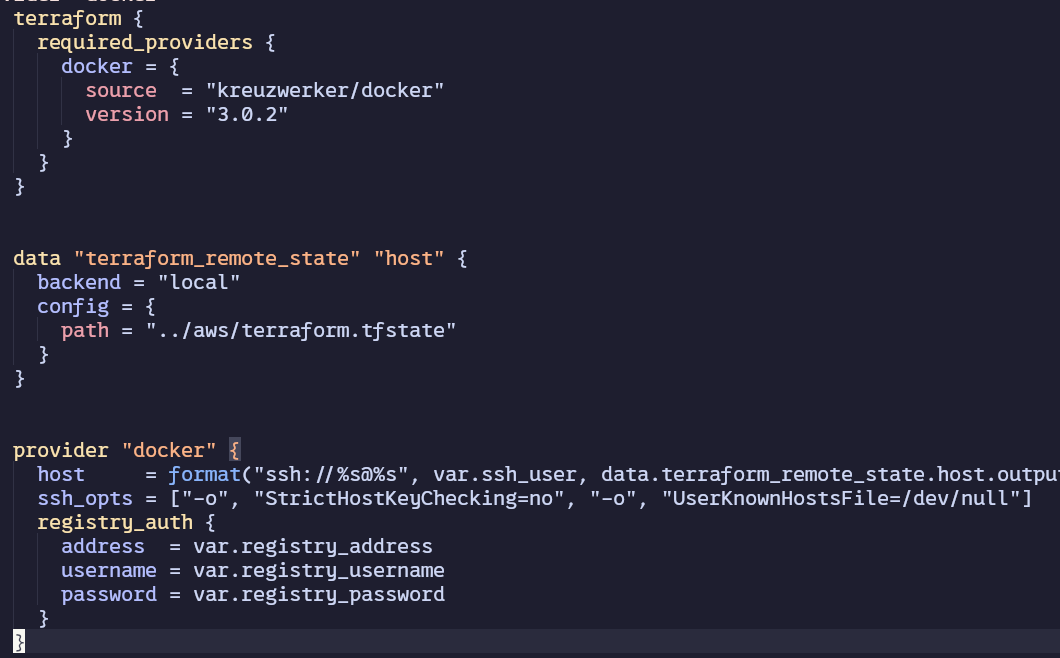 terraform {
  required_providers {
    docker = {
      source  = "kreuzwerker/docker"
      version = "3.0.2"
    }
  }
}
data "terraform_remote_state" "host" {
  backend = "local"
  config = {
    path = "../aws/terraform.tfstate"
  }
}
provider "docker" {
  host     = format("ssh://%s@%s", var.ssh_user, data.terraform_remote_state.host.outpu
  ssh_opts = ["-o", "StrictHostKeyChecking=no", "-o", "UserKnownHostsFile=/dev/null"]
  registry_auth {
    address  = var.registry_address
    username = var.registry_username
    password = var.registry_password
  }
}